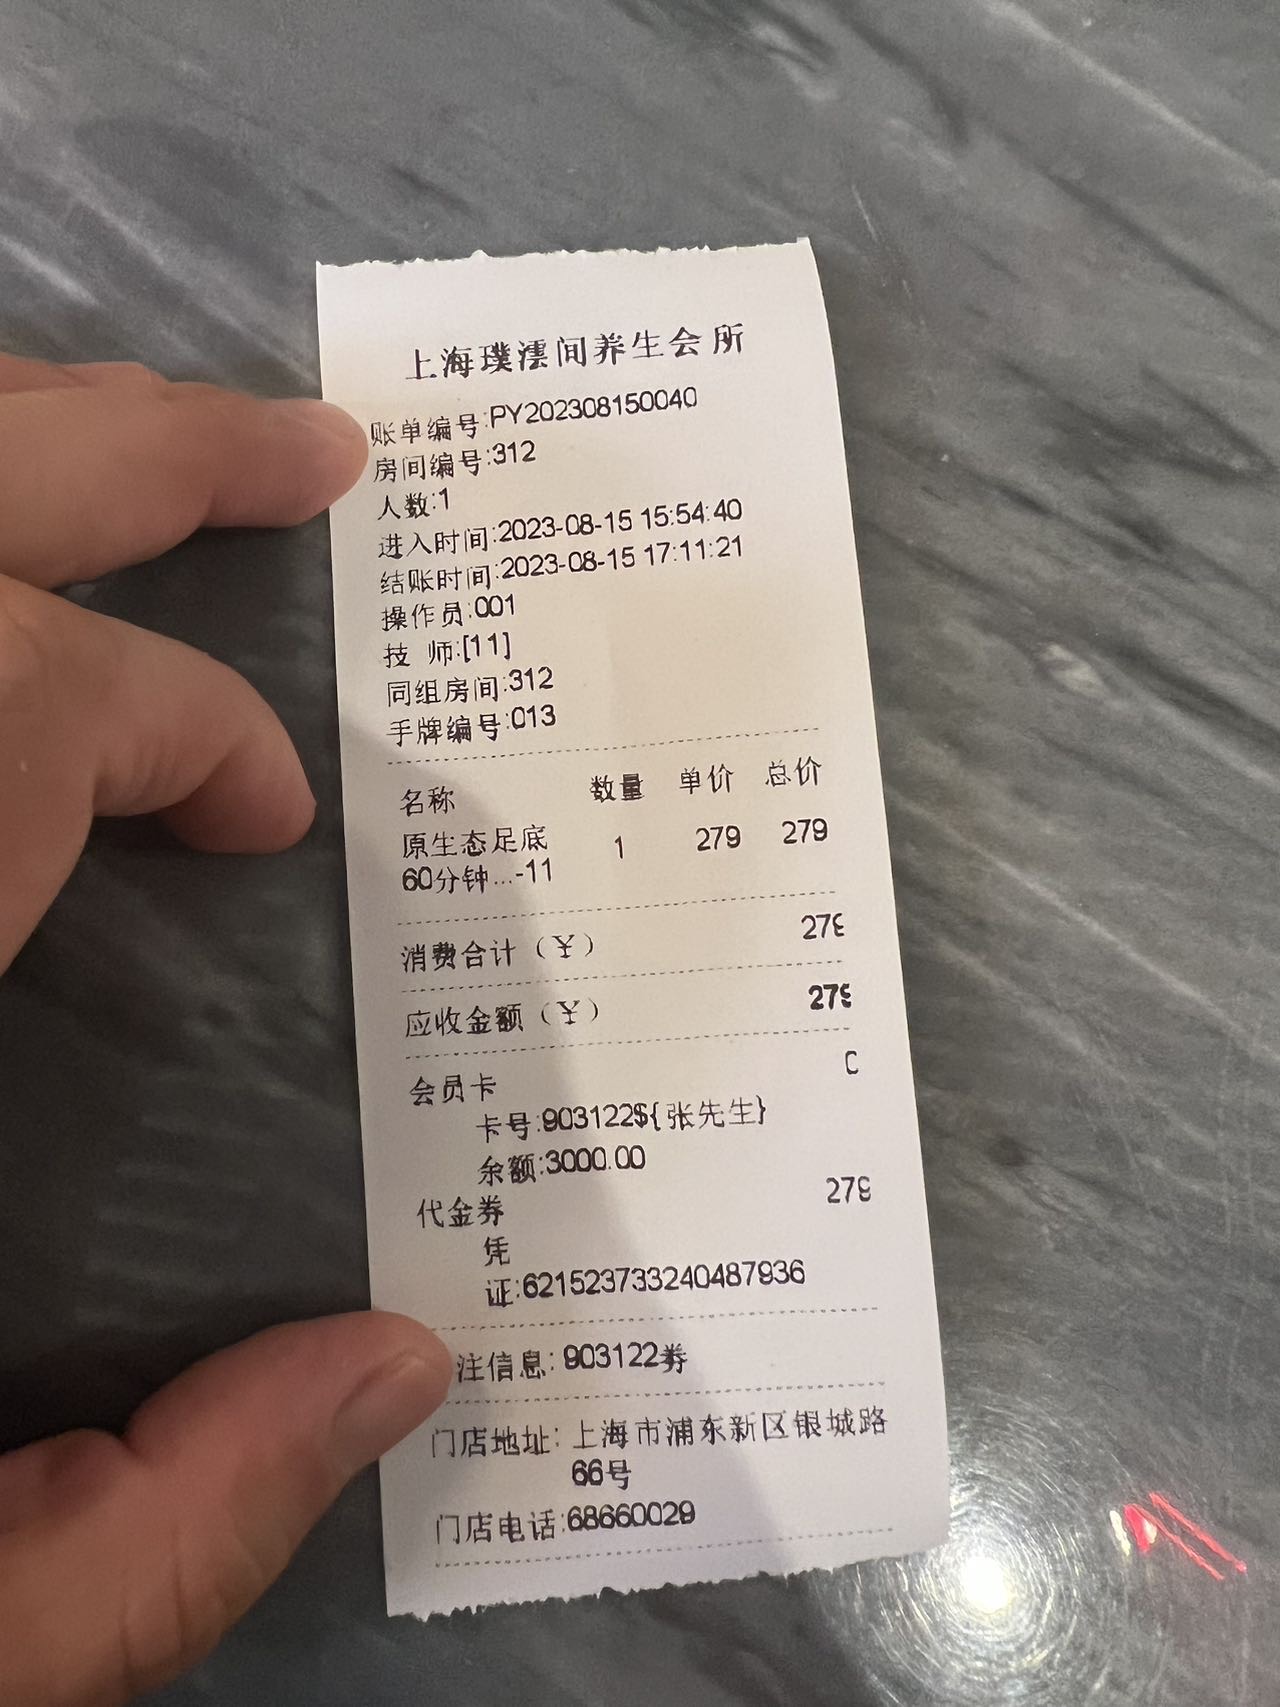 上海璞澐间养生会所
账单编号:PY202308150040
房间编号:312
人数:1
进入时间:2023-08-15 15:54:40
结账时间:2023-08-15 17:11:21
操作员:001
技 师:[11]
同组房间:312
手牌编号:013
名称 数量 单价 总价
原生态足底 1 279 279
60分钟...-11
消费合计（¥） 279
应收金额（¥） 279
会员卡
卡号:903122${张先生}
余额:3000.00
代金券 279
凭
证:621523733240487936
注信息: 903122券
门店地址: 上海市浦东新区银城路
66号
门店电话:68660029